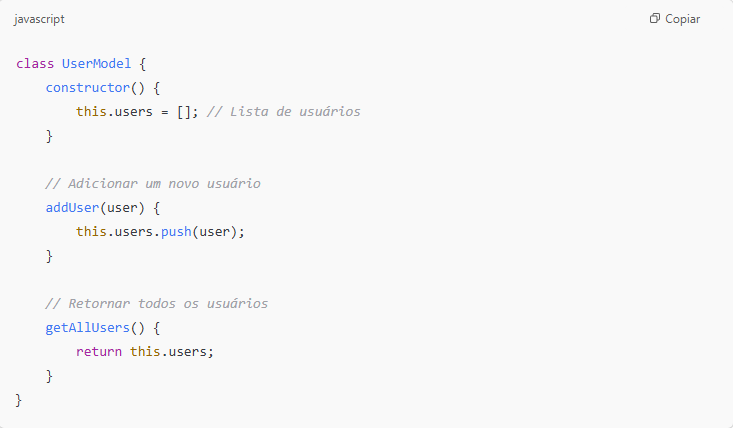 javascript
Copiar
class UserModel {
    constructor() {
        this.users = []; // Lista de usuários
    }

    // Adicionar um novo usuário
    addUser(user) {
        this.users.push(user);
    }

    // Retornar todos os usuários
    getAllUsers() {
        return this.users;
    }
}